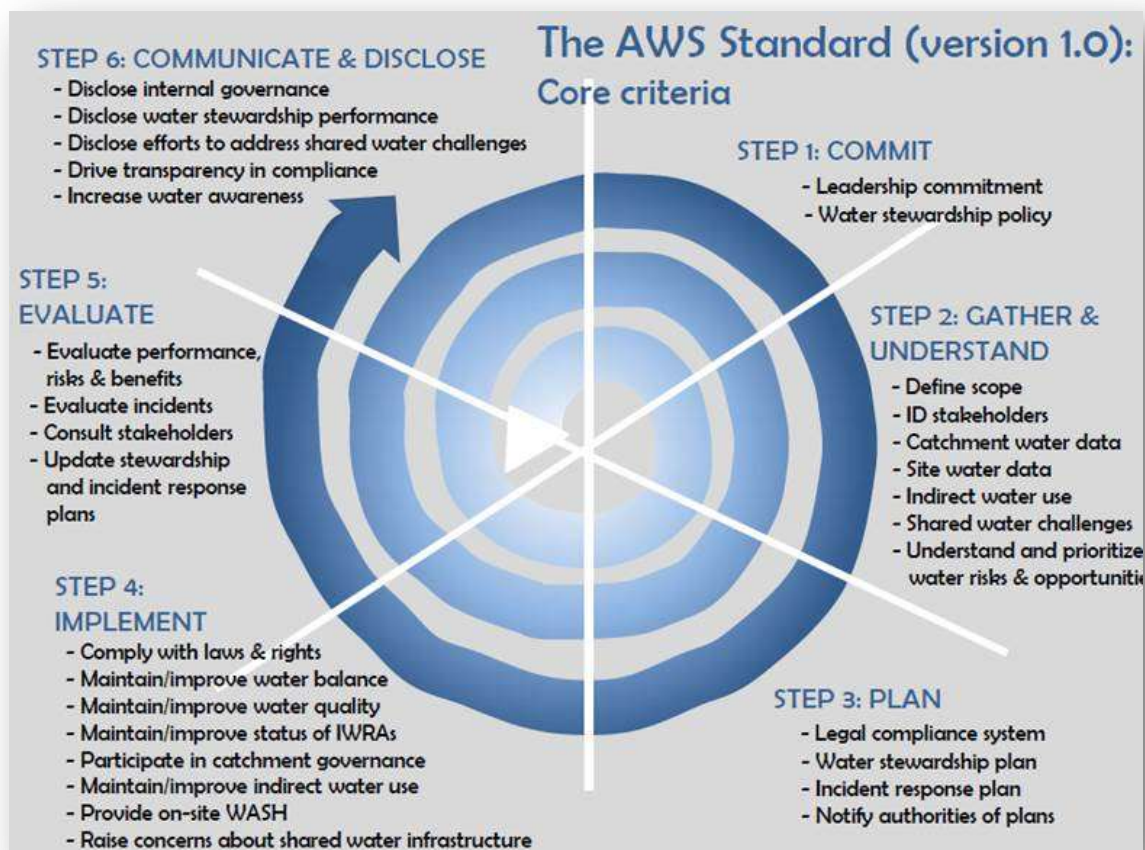 The AWS Standard (version 1.0):
Core criteria
STEP 1: COMMIT
- Leadership commitment
- Water stewardship policy
STEP 2: GATHER &
UNDERSTAND
- Define scope
- ID stakeholders
- Catchment water data
- Site water data
- Indirect water use
- Shared water challenges
- Understand and prioritize
water risks & opportunitie
STEP 3: PLAN
- Legal compliance system
- Water stewardship plan
- Incident response plan
- Notify authorities of plans
STEP 4:
IMPLEMENT
- Comply with laws & rights
- Maintain/improve water balance
- Maintain/improve water quality
- Maintain/improve status of IWRAs
- Participate in catchment governance
- Maintain/improve indirect water use
- Provide on-site WASH
- Raise concerns about shared water infrastructure
STEP 5:
EVALUATE
- Evaluate performance,
risks & benefits
- Evaluate incidents
- Consult stakeholders
- Update stewardship
and incident response
plans
STEP 6: COMMUNICATE & DISCLOSE
- Disclose internal governance
- Disclose water stewardship performance
- Disclose efforts to address shared water challenges
- Drive transparency in compliance
- Increase water awareness